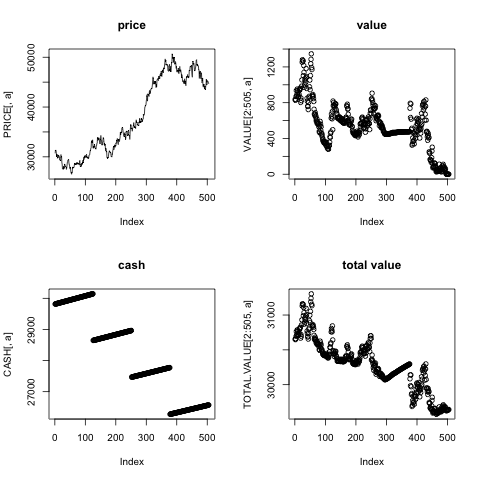 price
PRICE[, a]
30000 40000 50000
0 100 200 300 400 500
Index
value
VALUE[2:505, a]
0 400 800 1200
0 100 200 300 400 500
Index
cash
CASH[, a]
27000 29000
0 100 200 300 400 500
Index
total value
TOTAL.VALUE[2:505, a]
30000 31000
0 100 200 300 400 500
Index